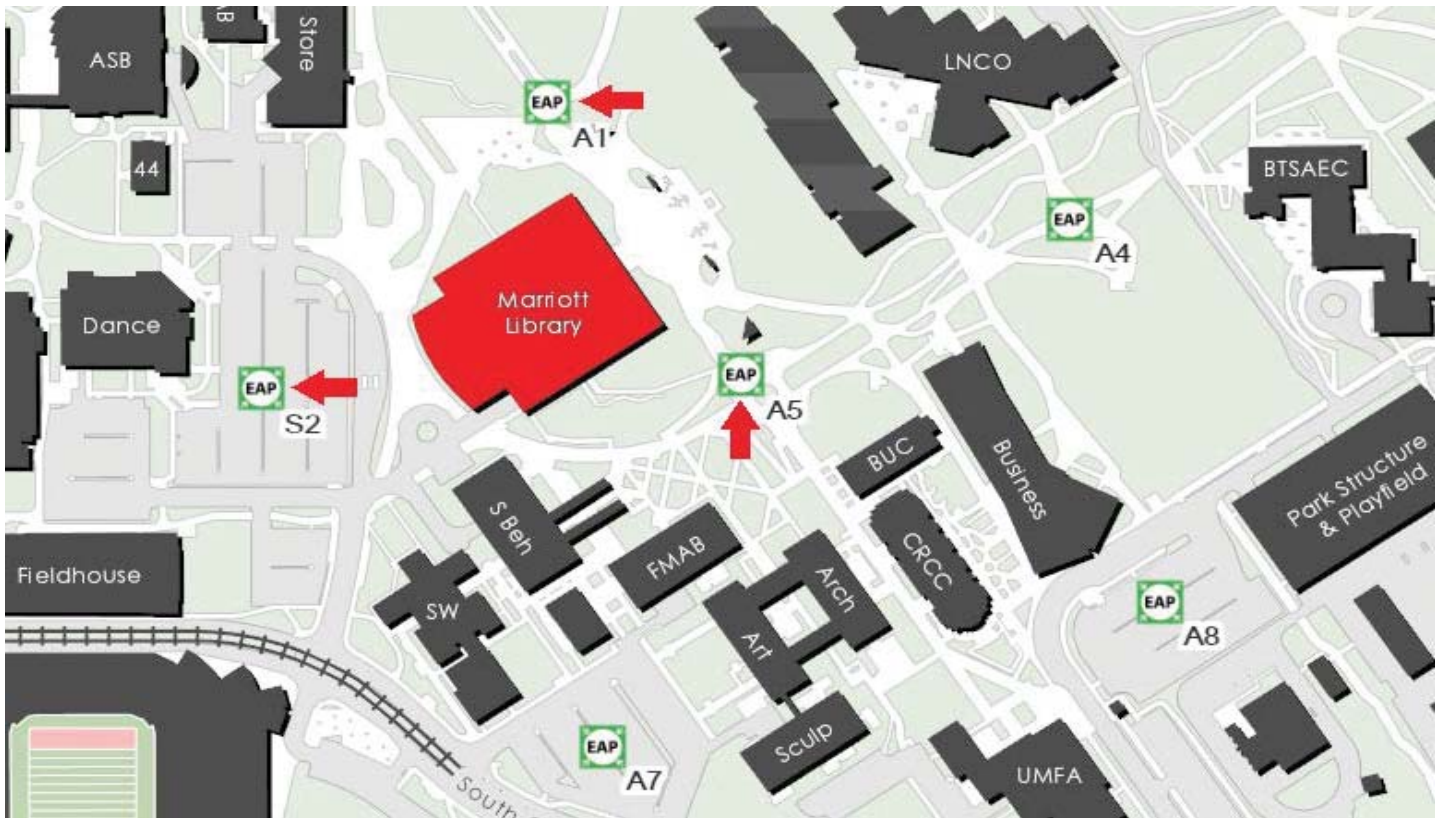 ASB
Store
LNCO
EAP
A1
44
BTSAEC
EAP
A4
Marriott
Library
Dance
EAP
S2
EAP
A5
BUC
Business
Park Structure
& Playfield
S Beh
FMAB
CRCC
Arch
Fieldhouse
SW
Art
EAP
A8
Sculp
EAP
A7
UMFA
South